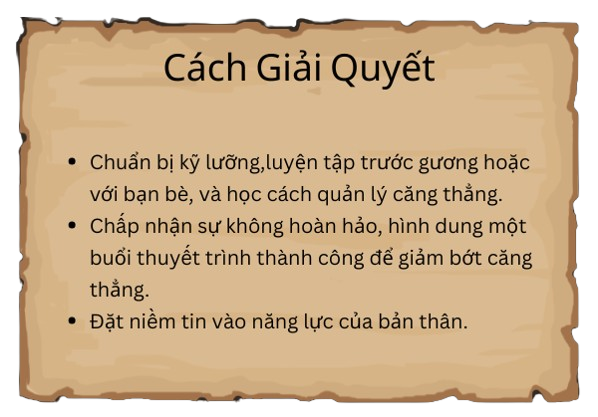 Cách Giải Quyết
• Chuẩn bị kỹ lưỡng,luyện tập trước gương hoặc
với bạn bè, và học cách quản lý căng thẳng.
• Chấp nhận sự không hoàn hảo, hình dung một
buổi thuyết trình thành công để giảm bớt căng
thẳng.
• Đặt niềm tin vào năng lực của bản thân.